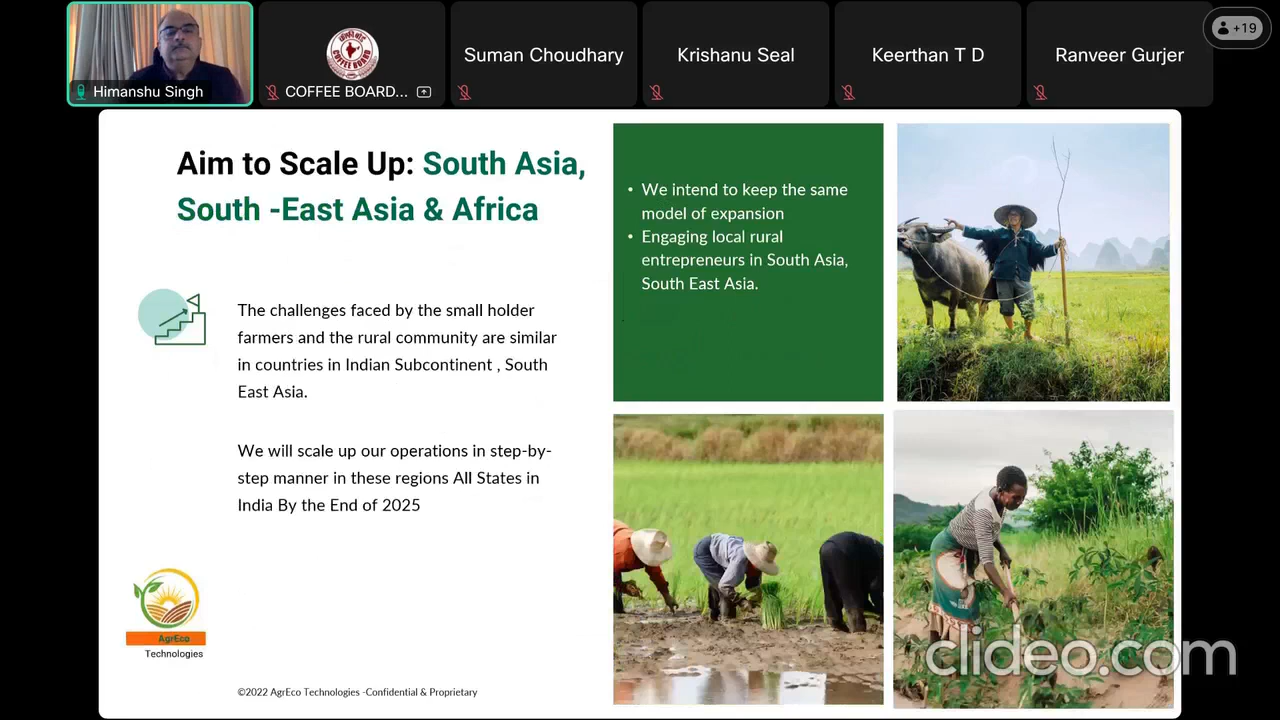 +19
Himanshu Singh
COFFEE BOARD
COFFEE BOARD...
Suman Choudhary
Krishanu Seal
Keerthan T D
Ranveer Gurjer
Aim to Scale Up: South Asia,
South -East Asia & Africa
The challenges faced by the small holder
farmers and the rural community are similar
in countries in Indian Subcontinent , South
East Asia.
We will scale up our operations in step-by-
step manner in these regions All States in
India By the End of 2025
• We intend to keep the same
model of expansion
• Engaging local rural
entrepreneurs in South Asia,
South East Asia.
AgrEco
Technologies
©2022 AgrEco Technologies -Confidential & Proprietary
clideo.com